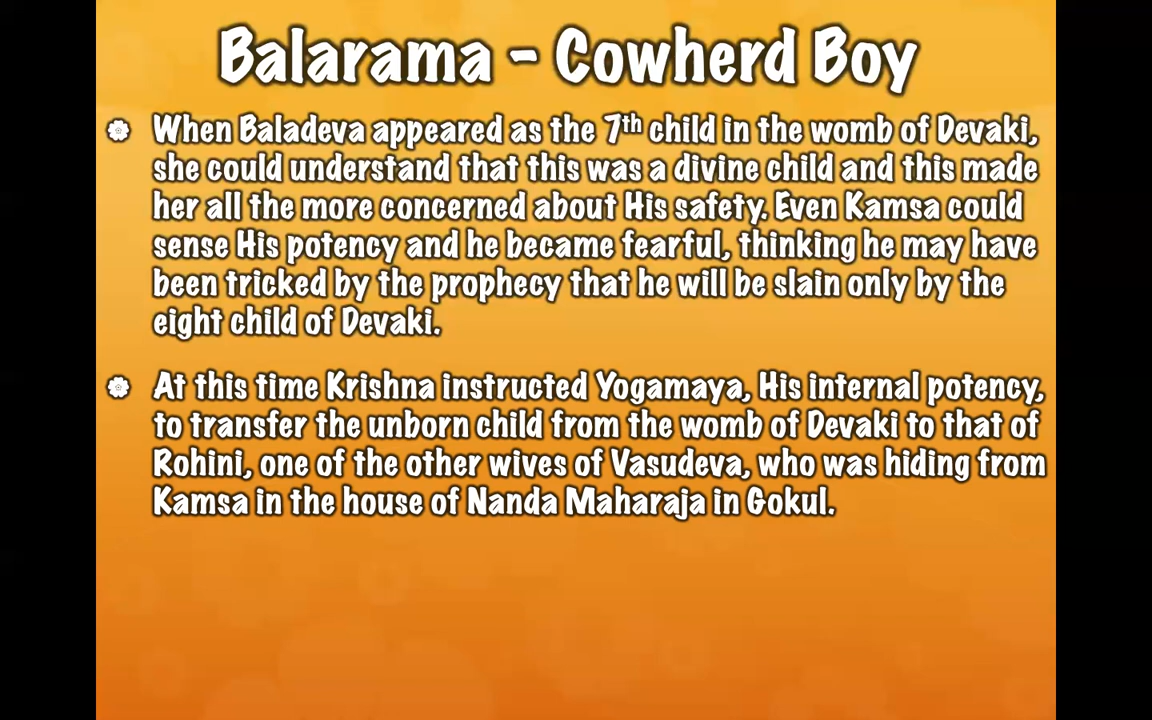 Balarama - Cowherd Boy
When Baladeva appeared as the 7th child in the womb of Devaki,
she could understand that this was a divine child and this made
her all the more concerned about His safety. Even Kamsa could
sense His potency and he became fearful, thinking he may have
been tricked by the prophecy that he will be slain only by the
eight child of Devaki.
At this time Krishna instructed Yogamaya, His internal potency,
to transfer the unborn child from the womb of Devaki to that of
Rohini, one of the other wives of Vasudeva, who was hiding from
Kamsa in the house of Nanda Maharaja in Gokul.